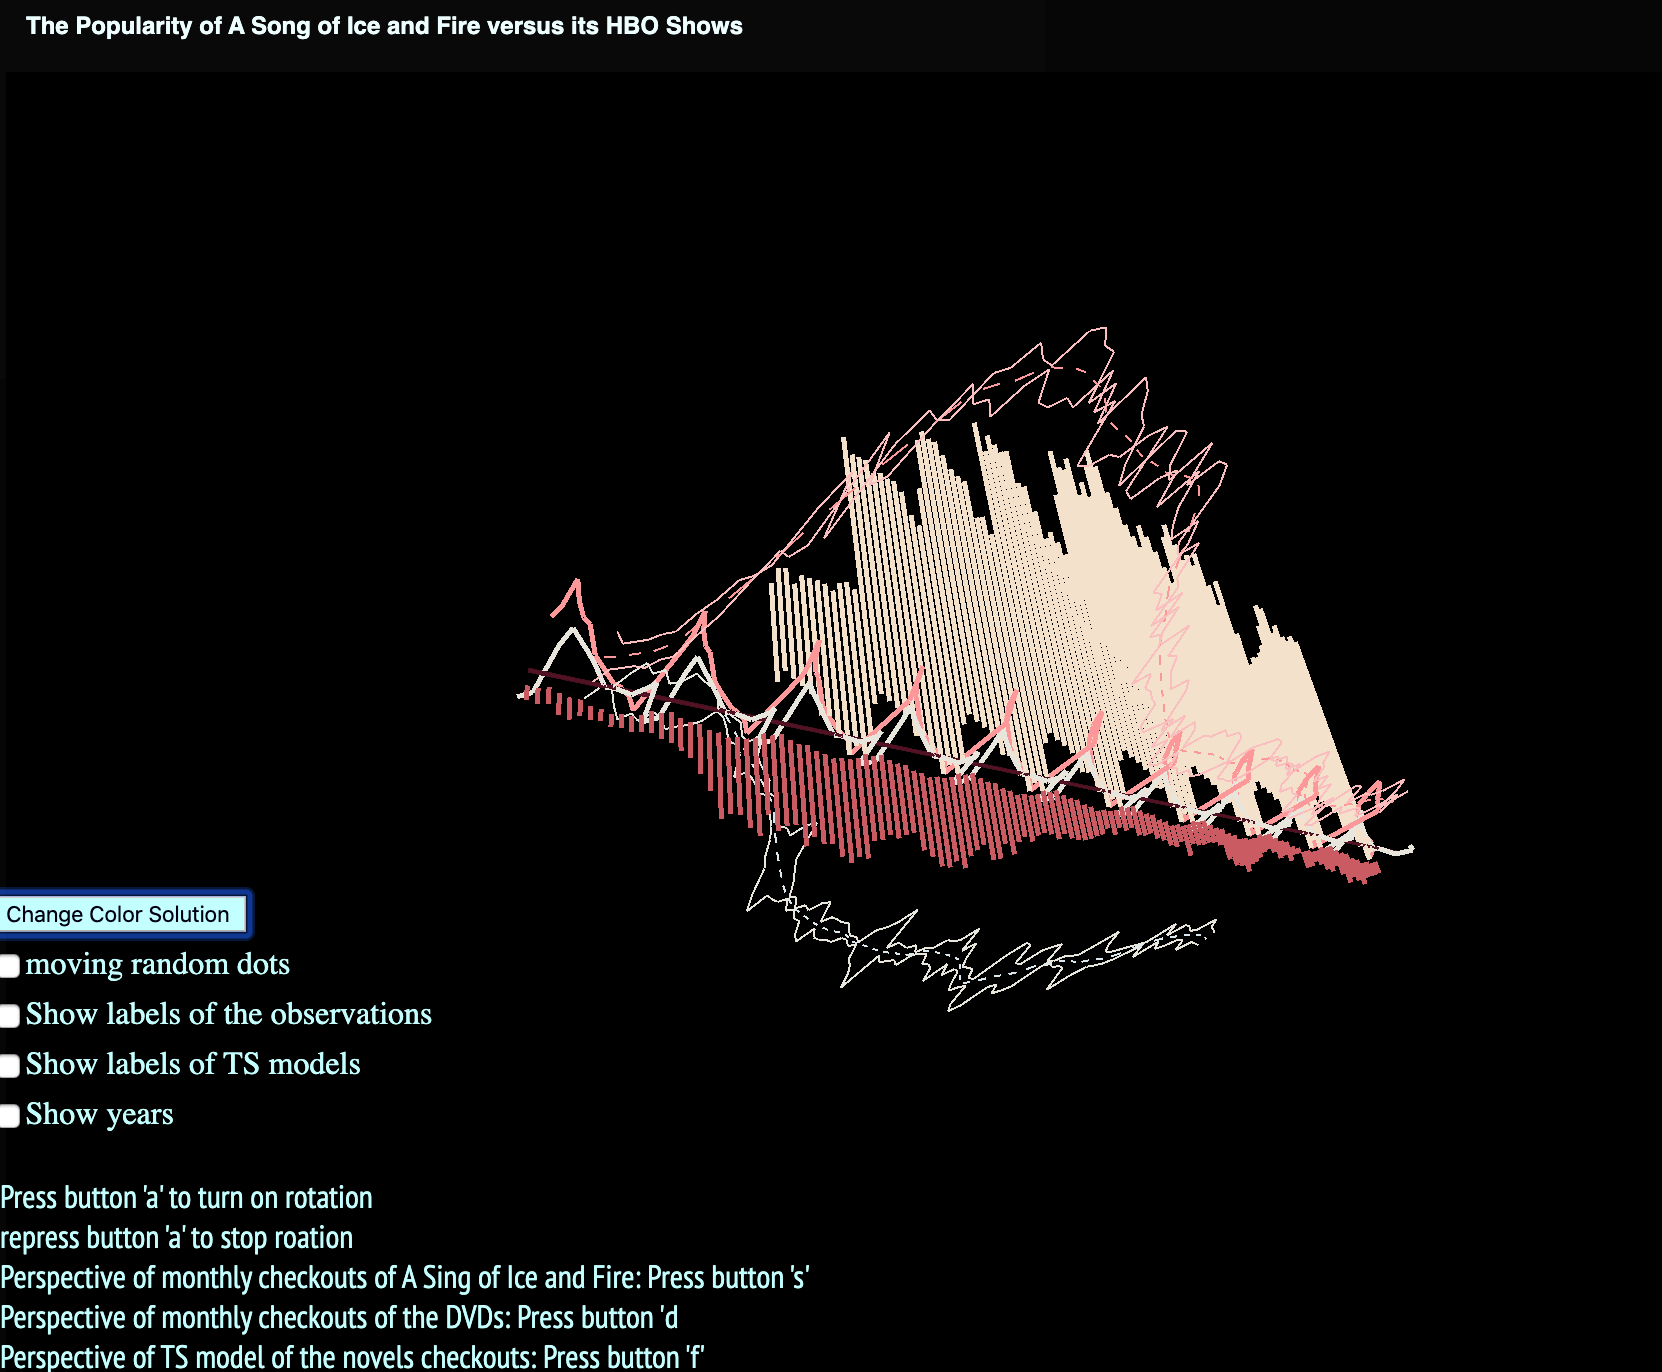 The Popularity of A Song of Ice and Fire versus its HBO Shows
Change Color Solution
moving random dots
Show labels of the observations
Show labels of TS models
Show years
Press button 'a' to turn on rotation
repress button 'a' to stop roation
Perspective of monthly checkouts of A Sing of Ice and Fire: Press button 's'
Perspective of monthly checkouts of the DVDs: Press button 'd
Perspective of TS model of the novels checkouts: Press button 'f'